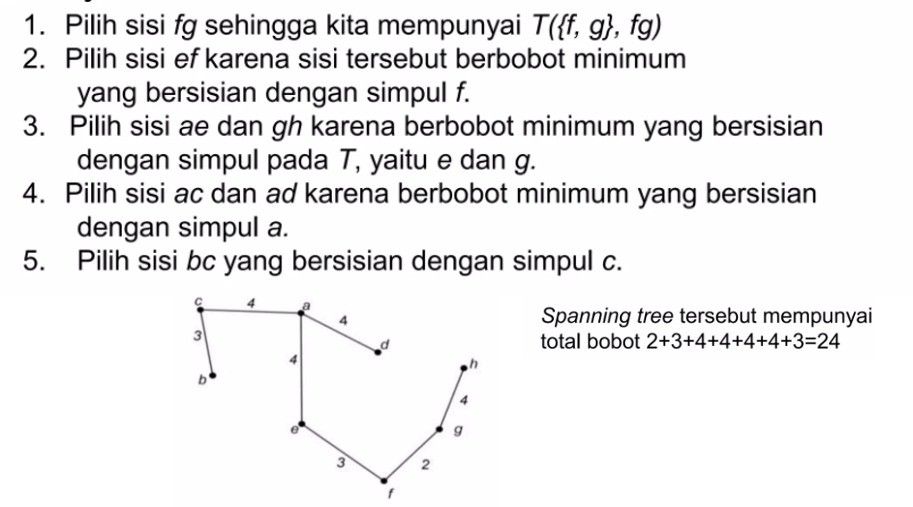 1. Pilih sisi fg sehingga kita mempunyai T({f, g}, fg)
2. Pilih sisi ef karena sisi tersebut berbobot minimum
yang bersisian dengan simpul f.
3. Pilih sisi ae dan gh karena berbobot minimum yang bersisian
dengan simpul pada T, yaitu e dan g.
4. Pilih sisi ac dan ad karena berbobot minimum yang bersisian
dengan simpul a.
5. Pilih sisi bc yang bersisian dengan simpul c.
c 4 a
4
Spanning tree tersebut mempunyai
total bobot 2+3+4+4+4+4+3=24
3
d
4
h
b
4
e
g
3
2
f